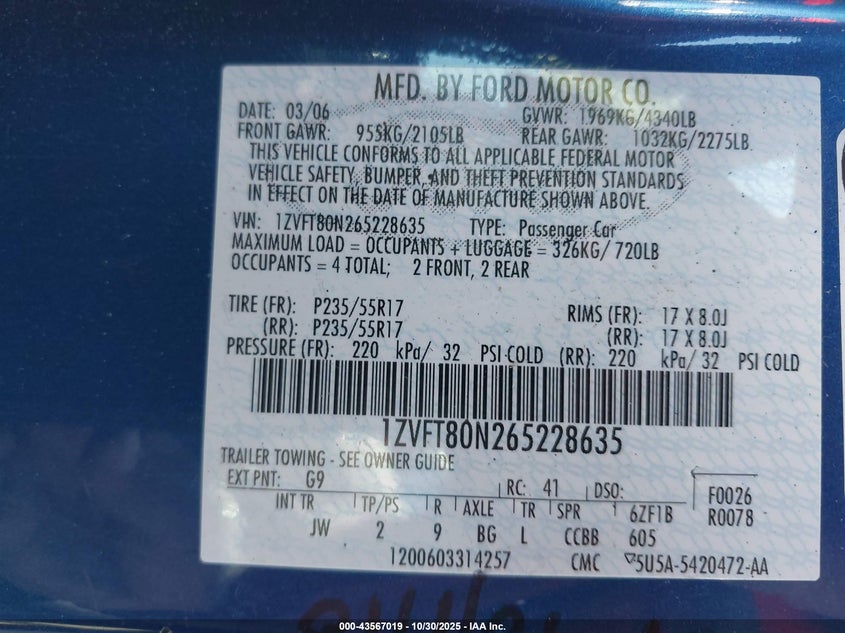 MFD. BY FORD MOTOR CO.
DATE: 03/06 GVWR: 1969KG/4340LB
FRONT GAWR: 955KG/2105LB REAR GAWR: 1032KG/2275LB
THIS VEHICLE CONFORMS TO ALL APPLICABLE FEDERAL MOTOR
VEHICLE SAFETY, BUMPER, AND THEFT PREVENTION STANDARDS
IN EFFECT ON THE DATE OF MANUFACTURE SHOWN ABOVE.
VIN: 1ZVFT80N265228635 TYPE: Passenger Car
MAXIMUM LOAD = OCCUPANTS + LUGGAGE = 326KG/ 720LB
OCCUPANTS = 4 TOTAL; 2 FRONT, 2 REAR
TIRE (FR): P235/55R17 RIMS (FR): 17 X 8.0J
(RR): P235/55R17 (RR): 17 X 8.0J
PRESSURE (FR): 220 kPa/ 32 PSI COLD (RR): 220 kPa/ 32 PSI COLD
1ZVFT80N265228635
TRAILER TOWING - SEE OWNER GUIDE
EXT PNT: G9 RC: 41 DSO: F0026
INT TR TP/PS R AXLE TR SPR 6ZF1B R0078
JW 2 9 BG L CCBB 605
1200603314257 CMC 5U5A-5420472-AA
000-43567019 - 10/30/2025 - IAA Inc.